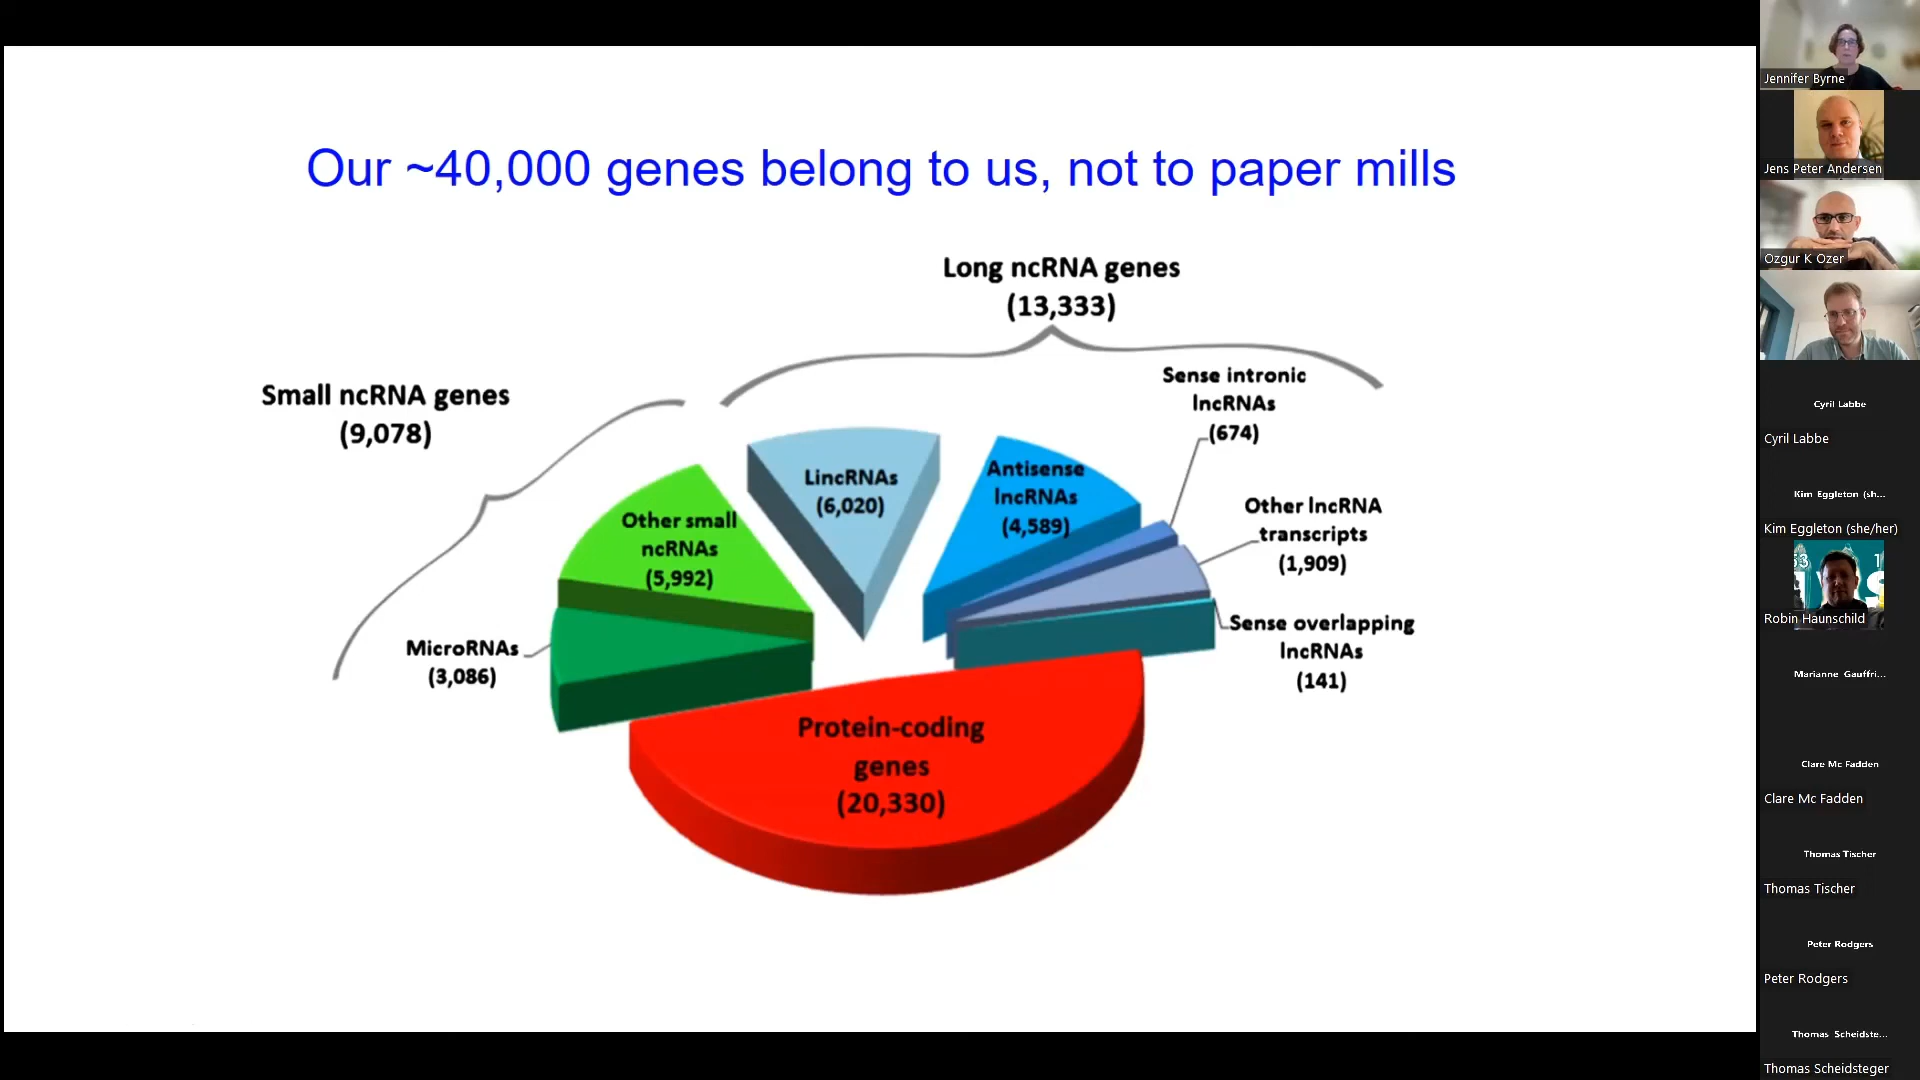 Our ~40,000 genes belong to us, not to paper mills
Long ncRNA genes
(13,333)
Small ncRNA genes
(9,078)
Sense intronic
lncRNAs
(674)
LincRNAs
(6,020)
Antisense
lncRNAs
(4,589)
Other lncRNA
transcripts
(1,909)
Other small
ncRNAs
(5,992)
Sense overlapping
lncRNAs
(141)
MicroRNAs
(3,086)
Protein-coding
genes
(20,330)
Jennifer Byrne
Jens Peter Andersen
Ozgur K Ozer
Cyril Labbe
Cyril Labbe
Kim Eggleton (sh...
Kim Eggleton (she/her)
Robin Haunschild
Marianne Gauffri...
Clare Mc Fadden
Clare Mc Fadden
Thomas Tischer
Thomas Tischer
Peter Rodgers
Peter Rodgers
Thomas Scheidste...
Thomas Scheidsteger